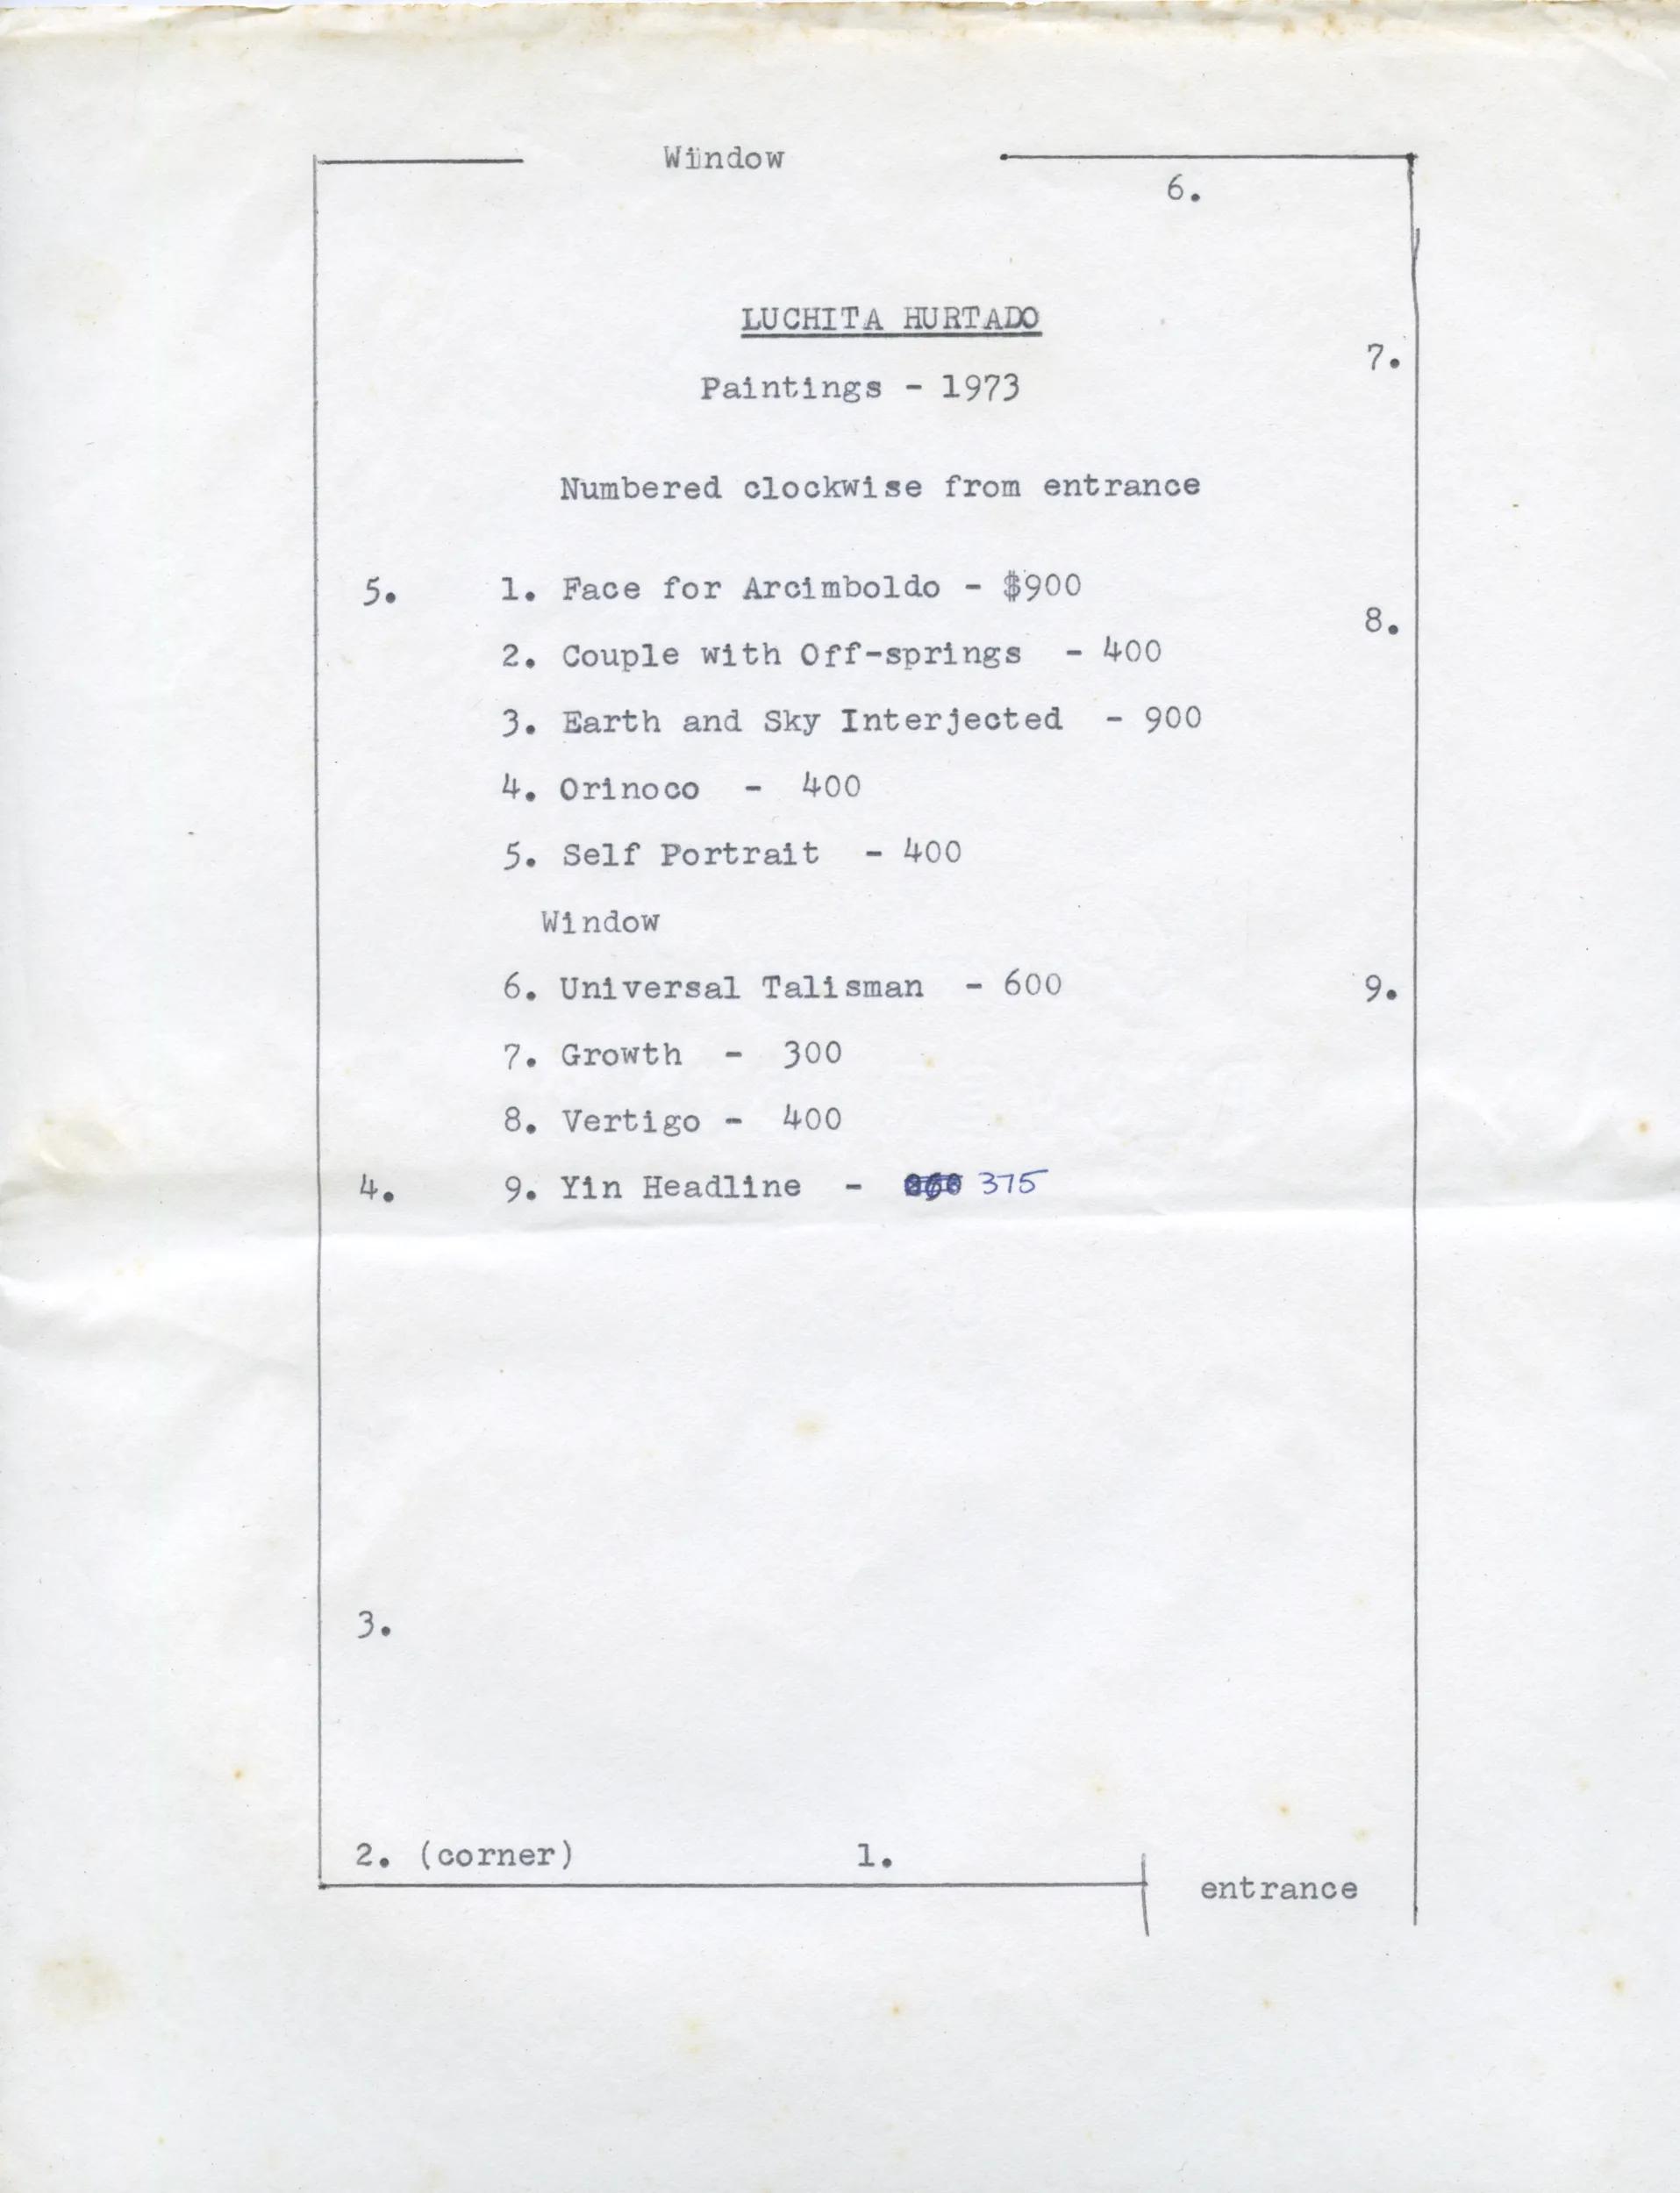 Window
6.
LUCHITA HURTADO
7.
Paintings - 1973
Numbered clockwise from entrance
5.
1. Face for Arcimboldo - $900
8.
2. Couple with Off-springs - 400
3. Earth and Sky Interjected - 900
4. Orinoco - 400
5. Self Portrait - 400
Window
6. Universal Talisman - 600
9.
7. Growth - 300
8. Vertigo - 400
4.
9. Yin Headline - 375
3.
2. (corner)
1.
entrance